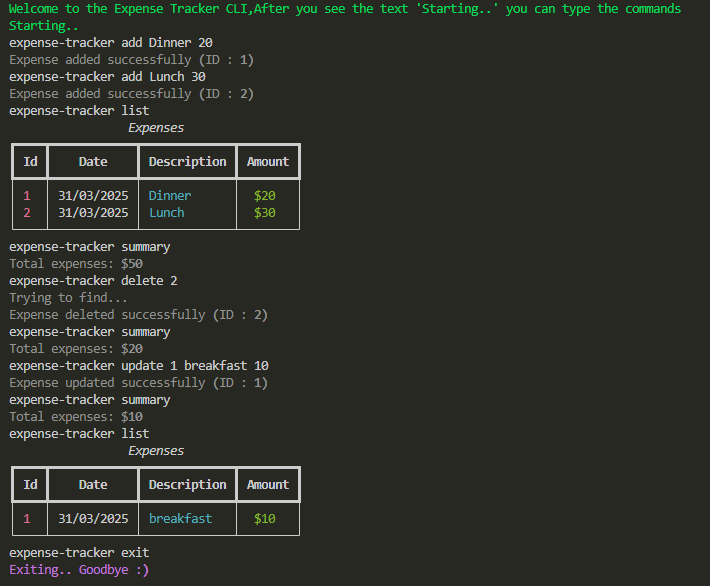 Welcome to the Expense Tracker CLI,After you see the text 'Starting..' you can type the commands
Starting..
expense-tracker add Dinner 20
Expense added successfully (ID : 1)
expense-tracker add Lunch 30
Expense added successfully (ID : 2)
expense-tracker list
Expenses
Id Date Description Amount
1 31/03/2025 Dinner $20
2 31/03/2025 Lunch $30
expense-tracker summary
Total expenses: $50
expense-tracker delete 2
Trying to find...
Expense deleted successfully (ID : 2)
expense-tracker summary
Total expenses: $20
expense-tracker update 1 breakfast 10
Expense updated successfully (ID : 1)
expense-tracker summary
Total expenses: $10
expense-tracker list
Expenses
Id Date Description Amount
1 31/03/2025 breakfast $10
expense-tracker exit
Exiting.. Goodbye :)